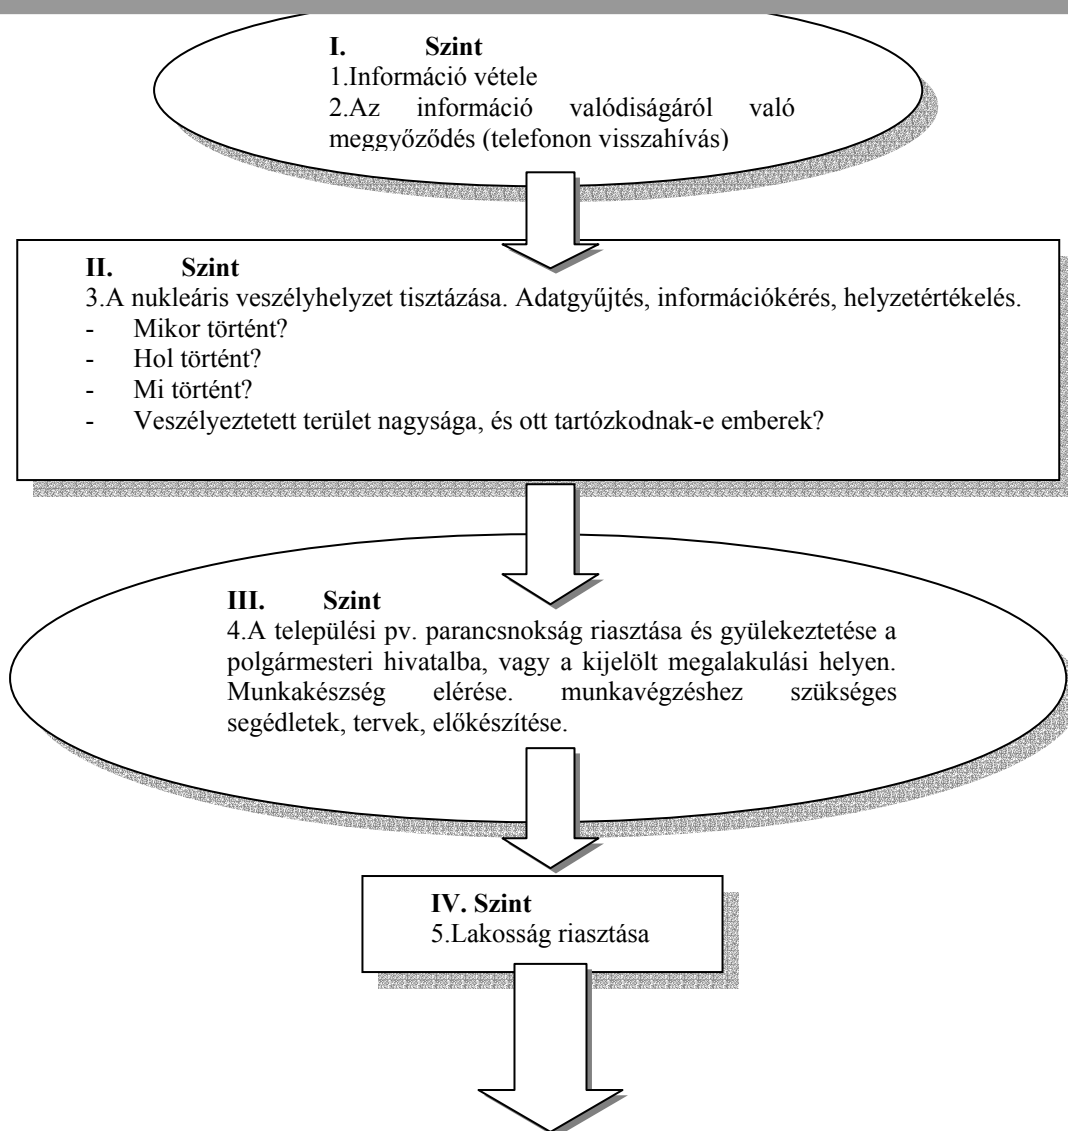 I. Szint
1.Információ vétele
2.Az információ valódiságáról való
meggyőződés (telefonon visszahívás)
II. Szint
3.A nukleáris veszélyhelyzet tisztázása. Adatgyűjtés, információkérés, helyzetértékelés.
- Mikor történt?
- Hol történt?
- Mi történt?
- Veszélyeztetett terület nagysága, és ott tartózkodnak-e emberek?
III. Szint
4.A települési pv. parancsnokság riasztása és gyülekeztetése a
polgármesteri hivatalba, vagy a kijelölt megalakulási helyen.
Munkakészség elérése. munkavégzéshez szükséges
segédletek, tervek, előkészítése.
IV. Szint
5.Lakosság riasztása